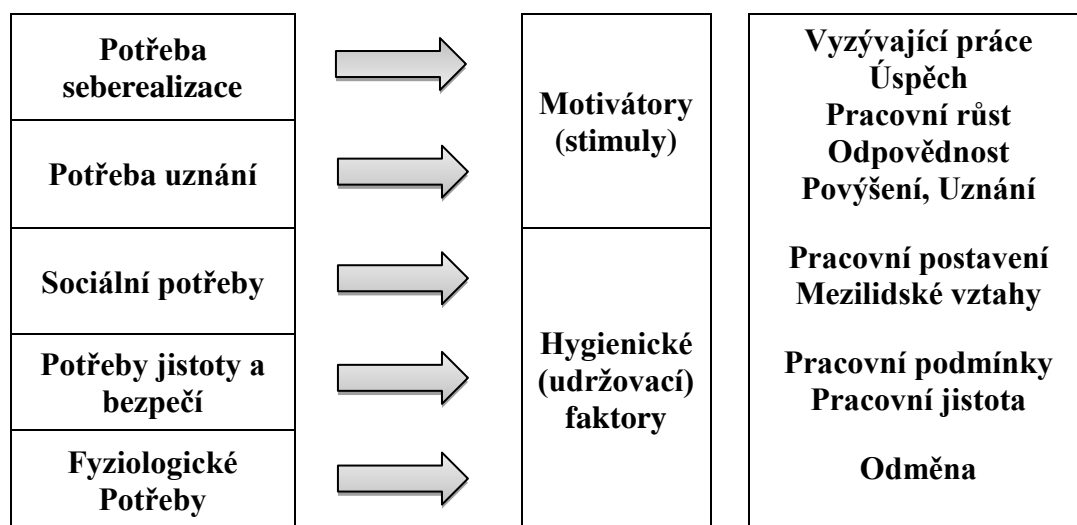 Potřeba
seberealizace
Potřeba uznání
Sociální potřeby
Potřeby jistoty a
bezpečí
Fyziologické
Potřeby
Motivátory
(stimuly)
Hygienické
(udržovací)
faktory
Vyzývající práce
Úspěch
Pracovní růst
Odpovědnost
Povýšení, Uznání
Pracovní postavení
Mezilidské vztahy
Pracovní podmínky
Pracovní jistota
Odměna